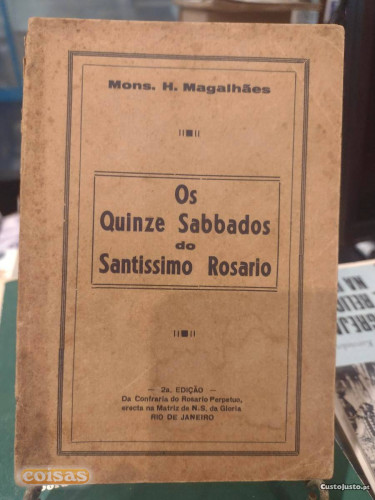 Mons. H. Magalhães
Os
Quinze Sabbados
do
Santissimo Rosario
— 2a. EDIÇÃO —
Da Confraria do Rosario Perpetuo,
erecta na Matriz de N. S. da Gloria
RIO DE JANEIRO
coisas
CustoJusto.pt